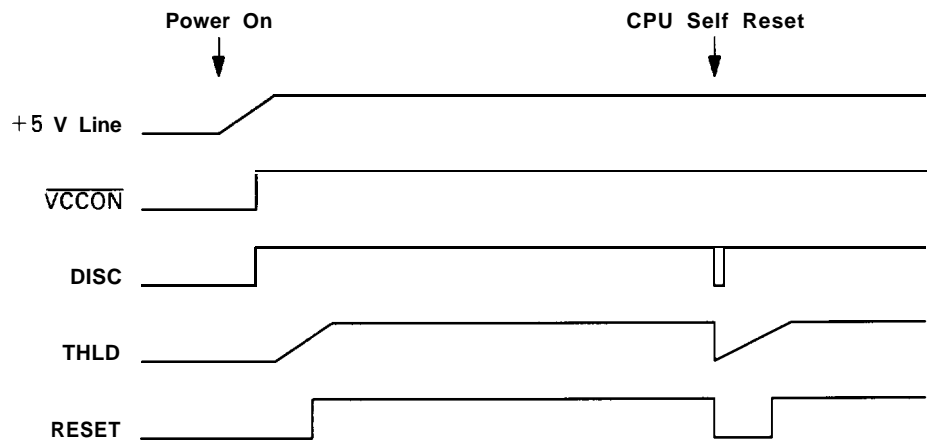 Power On
CPU Self Reset
+5 V Line
VCCON
DISC
THLD
RESET